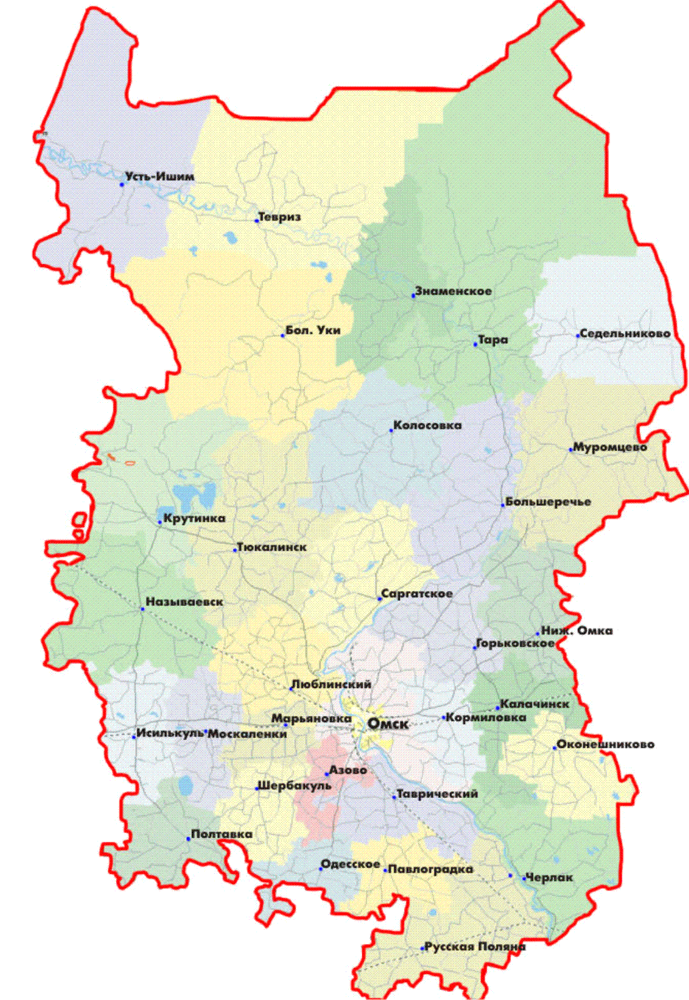 Усть-Ишим
Тевриз
Знаменское
Бол. Уки
Седельниково
Тара
Колосовка
Муромцево
Большеречье
Крутинка
Тюкалинск
Саргатское
Называевск
Ниж. Омка
Горьковское
Люблинский
Калачинск
Марьяновка
Кормиловка
Омск
Исилькуль
Москаленки
Оконешниково
Азово
Шербакуль
Таврический
Полтавка
Одесское
Павлоградка
Черлак
Русская Поляна